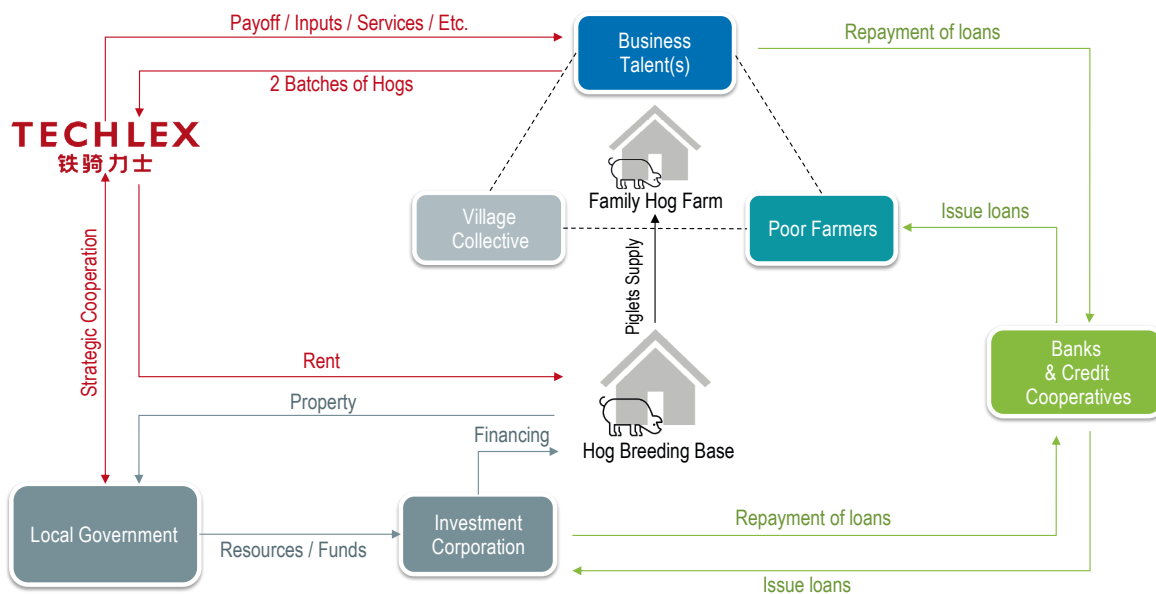 Payoff / Inputs / Services / Etc.
Business
Talent(s)
Repayment of loans
2 Batches of Hogs
TECHLEX
铁骑力士
Family Hog Farm
Village
Collective
Poor Farmers
Issue loans
Piglets Supply
Strategic Cooperation
Banks
& Credit
Cooperatives
Rent
Property
Financing
Hog Breeding Base
Local Government
Resources / Funds
Investment
Corporation
Repayment of loans
Issue loans